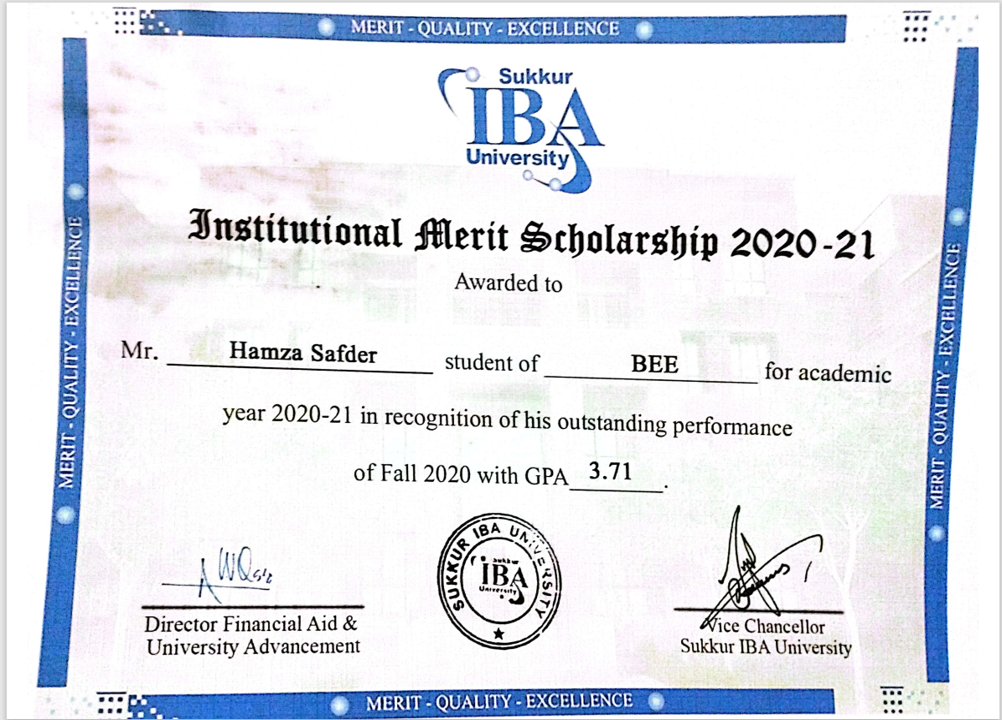 MERIT - QUALITY - EXCELLENCE
Sukkur
IBA
University
Institutional Merit Scholarship 2020-21
Awarded to
Mr. Hamza Safder student of BEE for academic
year 2020-21 in recognition of his outstanding performance
of Fall 2020 with GPA 3.71.
SUKKUR IBA UNIVERSITY
Sukkur
IBA
University
Director Financial Aid &
University Advancement
Vice Chancellor
Sukkur IBA University
MERIT - QUALITY - EXCELLENCE
MERIT - QUALITY - EXCELLENCE
MERIT - QUALITY - EXCELLENCE